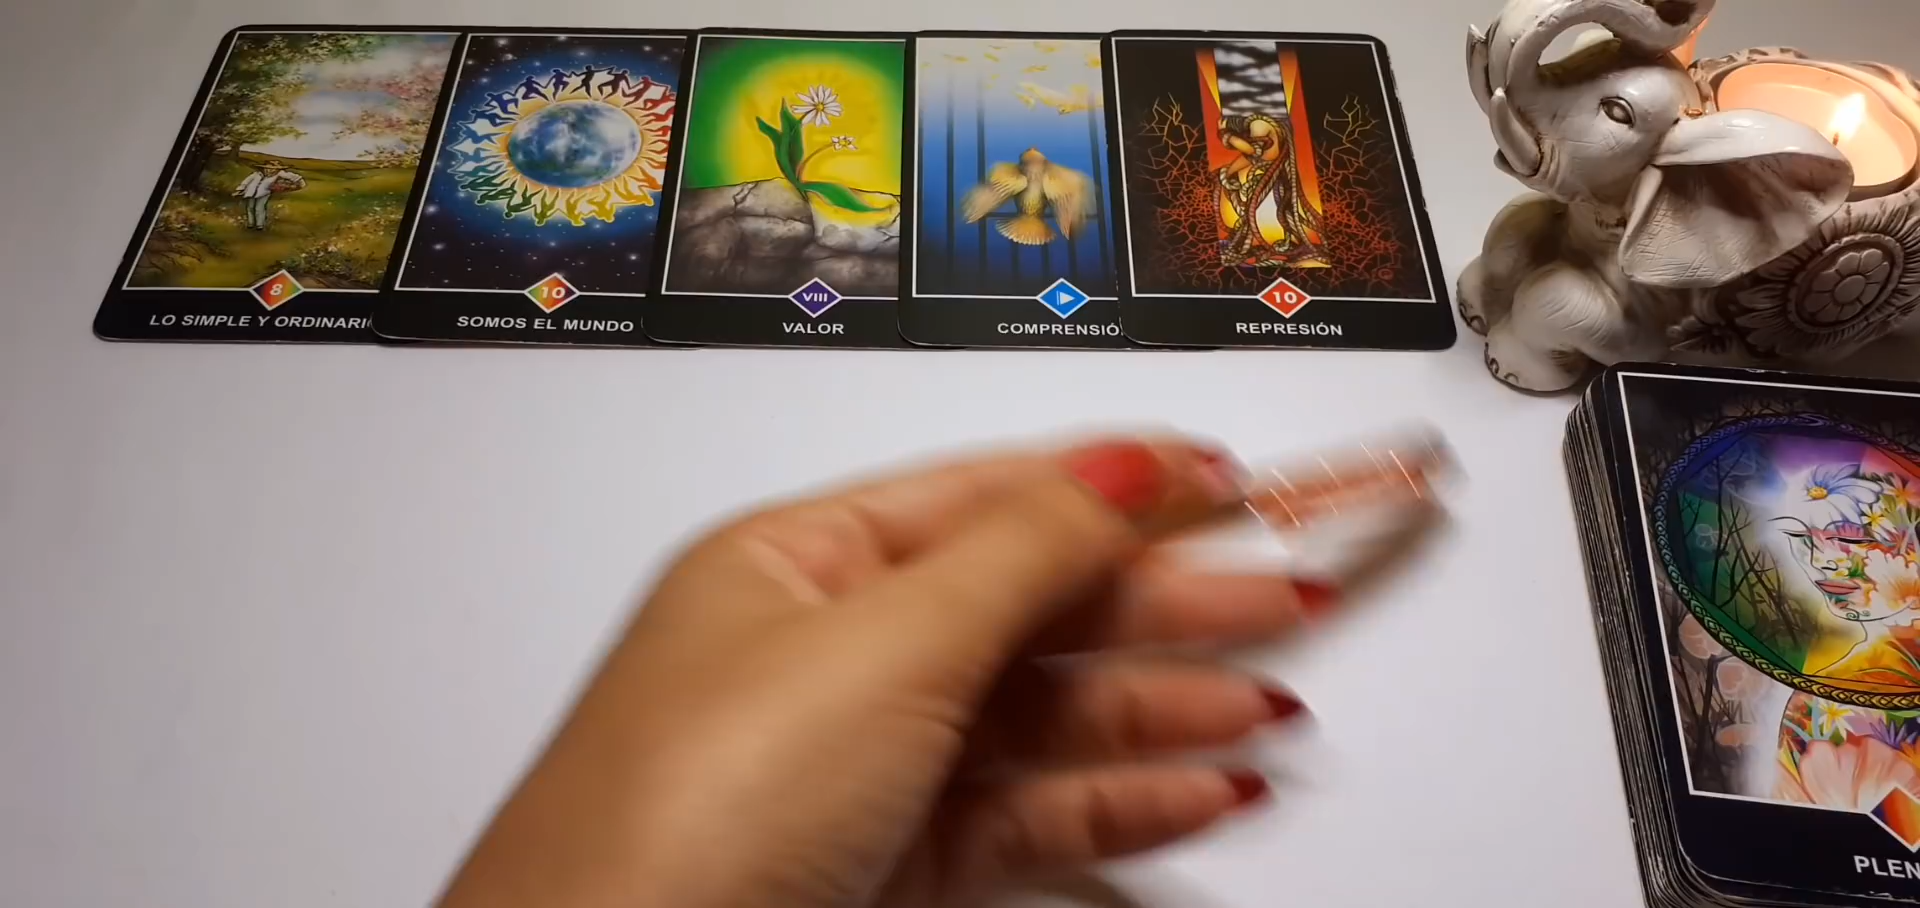 8
LO SIMPLE Y ORDINARI
10
SOMOS EL MUNDO
VIII
VALOR
COMPRENSIÓ
10
REPRESIÓN
PLEN